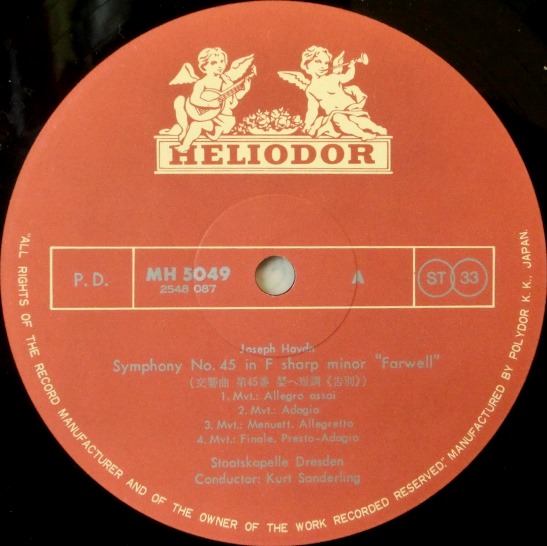 HELIODOR
P.D.
MH 5049
2548 087
A
ST 33
Joseph Haydn
Symphony No. 45 in F sharp minor "Farwell"
(交響曲 第45番 嬰ヘ短調《告別》)
1. Mvt.: Allegro assai
2. Mvt.: Adagio
3. Mvt.: Menuett. Allegretto
4. Mvt.: Finale. Presto-Adagio
Staatskapelle Dresden
Conductor: Kurt Sanderling
"ALL RIGHTS OF THE RECORD MANUFACTURER AND OF THE OWNER OF THE WORK RECORDED RESERVED," MANUFACTURED BY POLYDOR K.K., JAPAN.